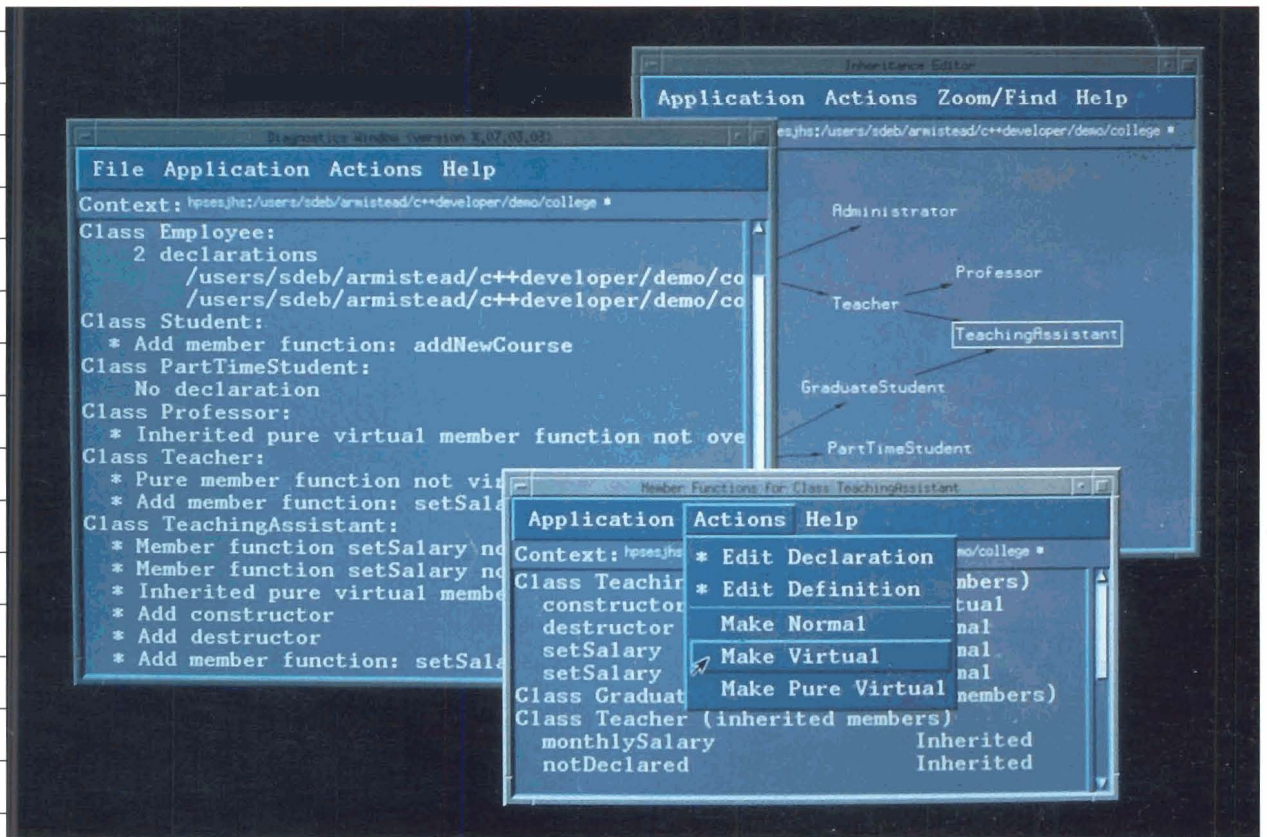 Inheritance Editor
Application Actions Zoom/Find Help
esjhs:/users/sdeb/armistead/c++developer/demo/college *
Administrator
Professor
Teacher
TeachingAssistant
GraduateStudent
PartTimeStudent
Diagnostics Window (version X.07.03.03)
File Application Actions Help
Context: hpsesjhs:/users/sdeb/armistead/c++developer/demo/college *
Class Employee:
2 declarations
/users/sdeb/armistead/c++developer/demo/co
/users/sdeb/armistead/c++developer/demo/co
Class Student:
* Add member function: addNewCourse
Class PartTimeStudent:
No declaration
Class Professor:
* Inherited pure virtual member function not ove
Class Teacher:
* Pure member function not vir
* Add member function: setSala
Class TeachingAssistant:
* Member function setSalary no
* Member function setSalary no
* Inherited pure virtual membe
* Add constructor
* Add destructor
* Add member function: setSala
Member Functions for Class TeachingAssistant
Application Actions Help
Context: hpsesjhs mo/college *
Class Teachin mbers)
constructor tual
destructor mal
setSalary mal
setSalary mal
Class Graduat members)
Class Teacher (inherited members)
monthlySalary Inherited
notDeclared Inherited
* Edit Declaration
* Edit Definition
Make Normal
Make Virtual
Make Pure Virtual